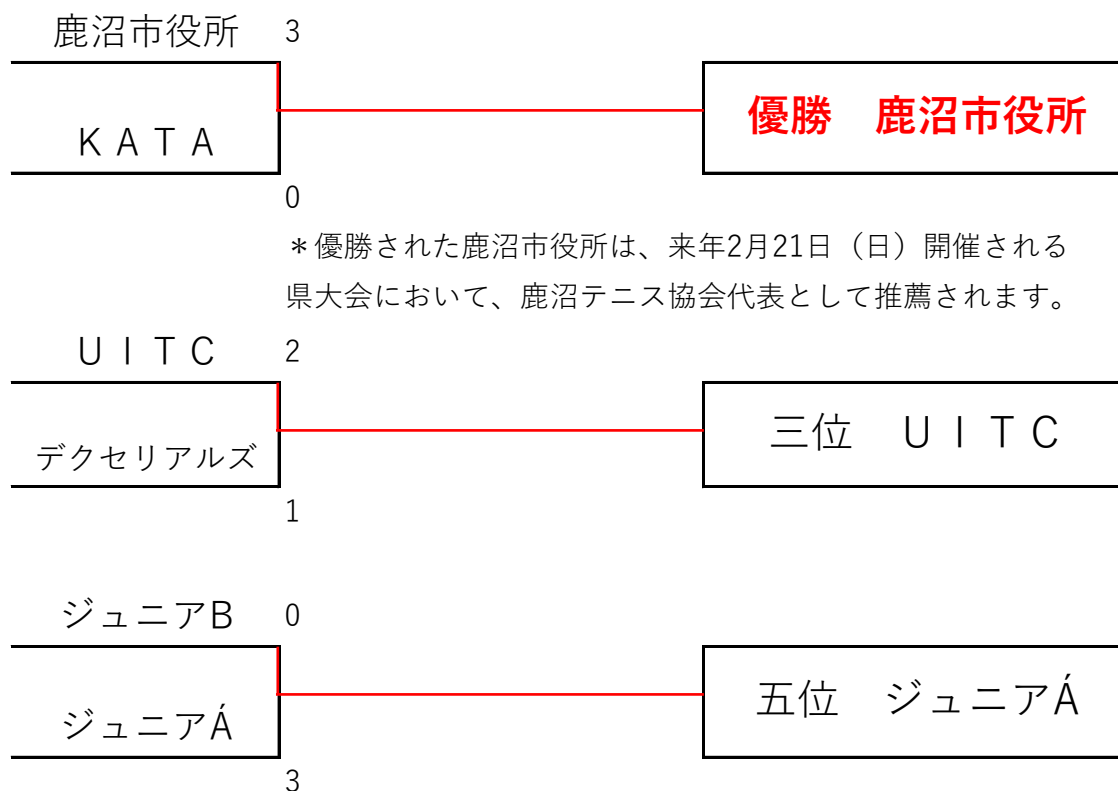 鹿沼市役所 3
優勝 鹿沼市役所
KATA
0
＊優勝された鹿沼市役所は、来年2月21日（日）開催される
県大会において、鹿沼テニス協会代表として推薦されます。
UITC 2
三位 UITC
デクセリアルズ
1
ジュニアB 0
五位 ジュニアÁ
ジュニアÁ
3